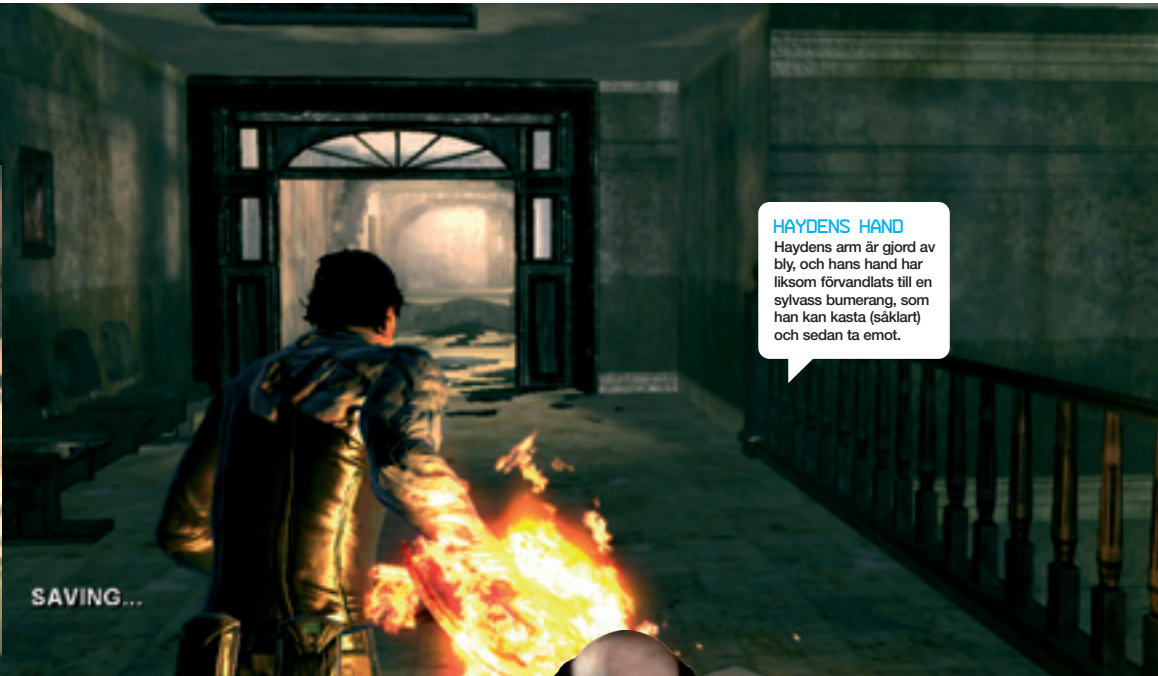 HAYDENS HAND
Haydens arm är gjord av
bly, och hans hand har
liksom förvandlats till en
sylvass bumerang, som
han kan kasta (såklart)
och sedan ta emot.
SAVING...